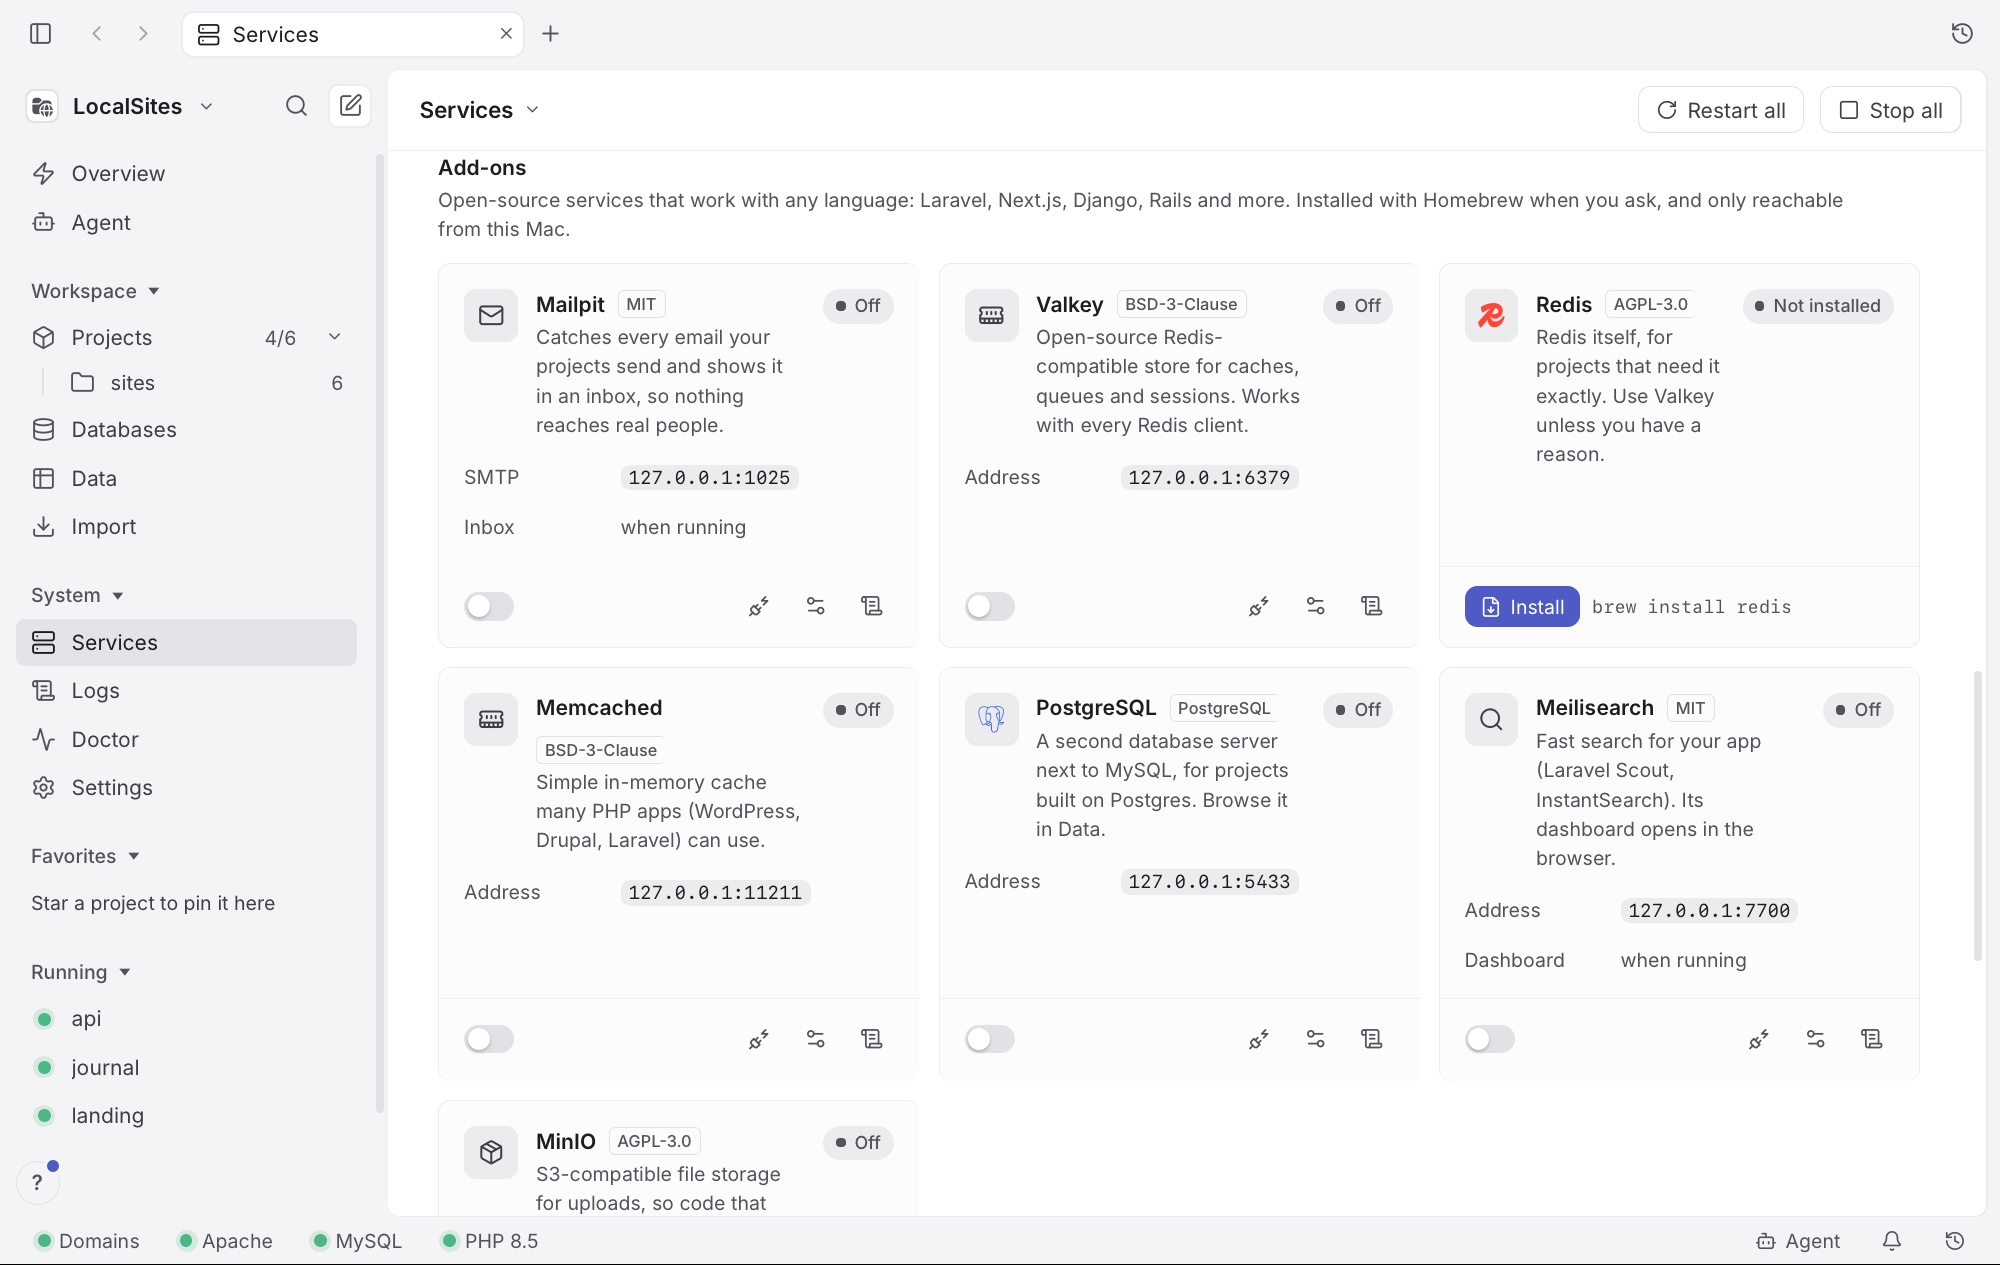 Services
LocalSites
Services
Restart all
Stop all
Overview
Agent
Workspace
Projects 4/6
sites 6
Databases
Data
Import
System
Services
Logs
Doctor
Settings
Favorites
Star a project to pin it here
Running
api
journal
landing
?
Add-ons
Open-source services that work with any language: Laravel, Next.js, Django, Rails and more. Installed with Homebrew when you ask, and only reachable
from this Mac.
Mailpit MIT Off
Catches every email your
projects send and shows it
in an inbox, so nothing
reaches real people.
SMTP 127.0.0.1:1025
Inbox when running
Valkey BSD-3-Clause Off
Open-source Redis-
compatible store for caches,
queues and sessions. Works
with every Redis client.
Address 127.0.0.1:6379
Redis AGPL-3.0 Not installed
Redis itself, for
projects that need it
exactly. Use Valkey
unless you have a
reason.
Install brew install redis
Memcached Off
BSD-3-Clause
Simple in-memory cache
many PHP apps (WordPress,
Drupal, Laravel) can use.
Address 127.0.0.1:11211
PostgreSQL PostgreSQL Off
A second database server
next to MySQL, for projects
built on Postgres. Browse it
in Data.
Address 127.0.0.1:5433
Meilisearch MIT Off
Fast search for your app
(Laravel Scout,
InstantSearch). Its
dashboard opens in the
browser.
Address 127.0.0.1:7700
Dashboard when running
MinIO AGPL-3.0 Off
S3-compatible file storage
for uploads, so code that
Domains Apache MySQL PHP 8.5 Agent